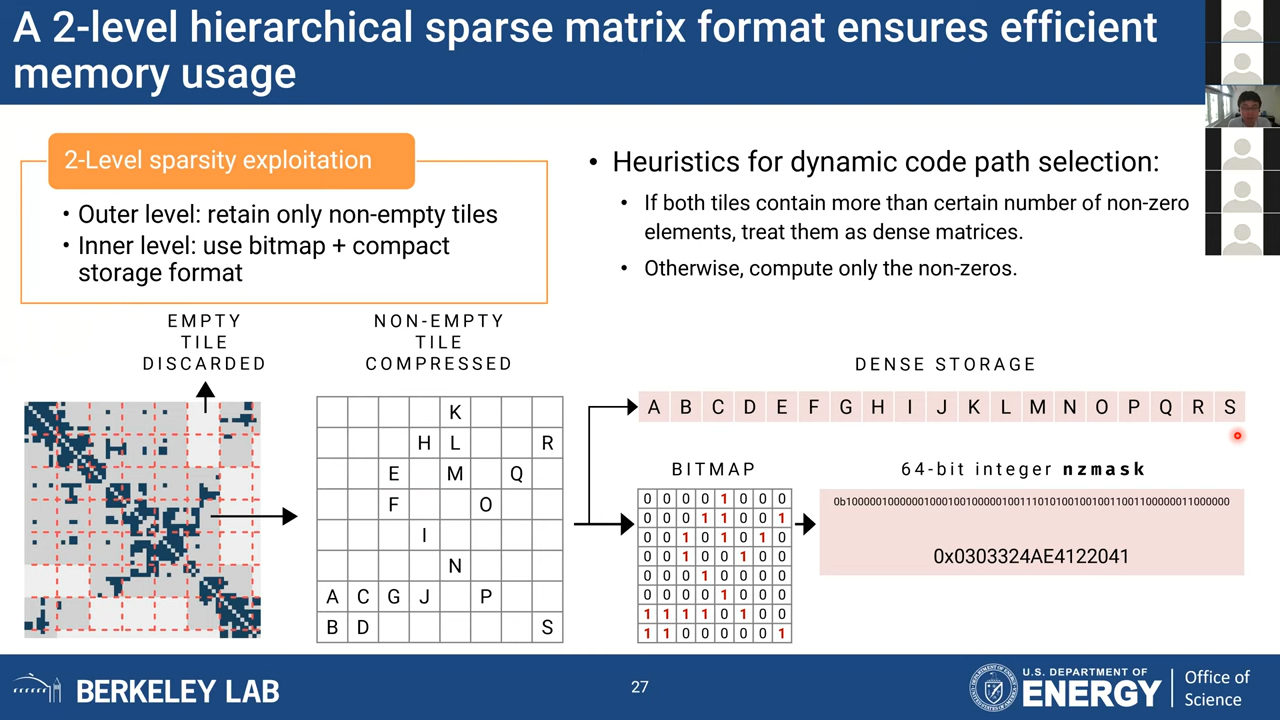 A 2-level hierarchical sparse matrix format ensures efficient
memory usage
2-Level sparsity exploitation
• Outer level: retain only non-empty tiles
• Inner level: use bitmap + compact
storage format
• Heuristics for dynamic code path selection:
• If both tiles contain more than certain number of non-zero
elements, treat them as dense matrices.
• Otherwise, compute only the non-zeros.
EMPTY
TILE
DISCARDED
NON-EMPTY
TILE
COMPRESSED
K
H L R
E M Q
F O
I
N
A C G J P
B D S
DENSE STORAGE
A B C D E F G H I J K L M N O P Q R S
BITMAP
0 0 0 0 1 0 0 0
0 0 0 1 1 0 0 1
0 0 1 0 1 0 1 0
0 0 1 0 0 1 0 0
0 0 0 1 0 0 0 0
0 0 0 0 1 0 0 0
1 1 1 1 0 1 0 0
1 1 0 0 0 0 0 1
64-bit integer nzmask
0x0303324AE4122041
BERKELEY LAB
27
U.S. DEPARTMENT OF
ENERGY
Office of
Science